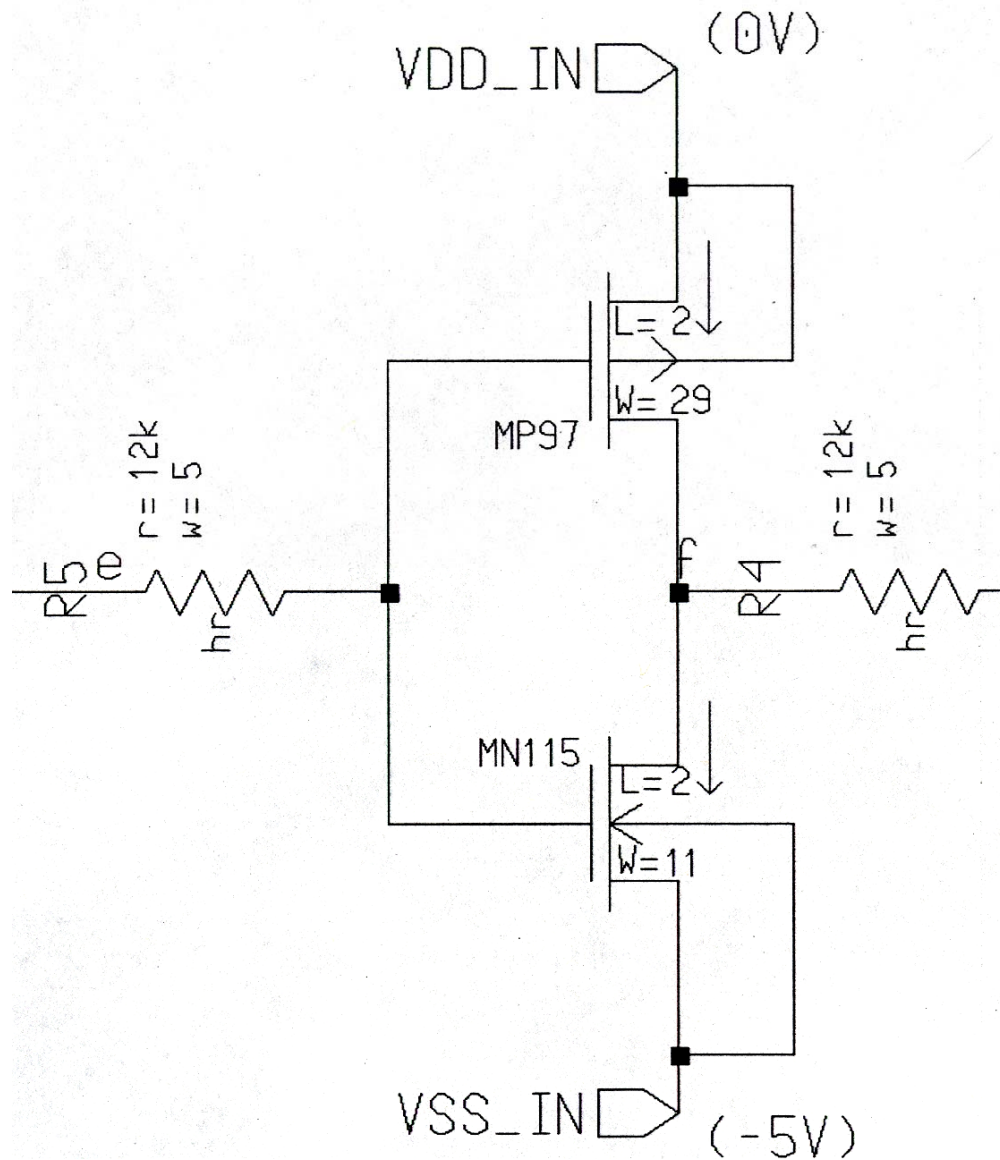 (0V)
VDD_IN
L= 2
W= 29
MP97
r= 12k
w= 5
R5
e
hr
f
R4
r= 12k
w= 5
hr
MN115
L=2
W=11
VSS_IN
(-5V)